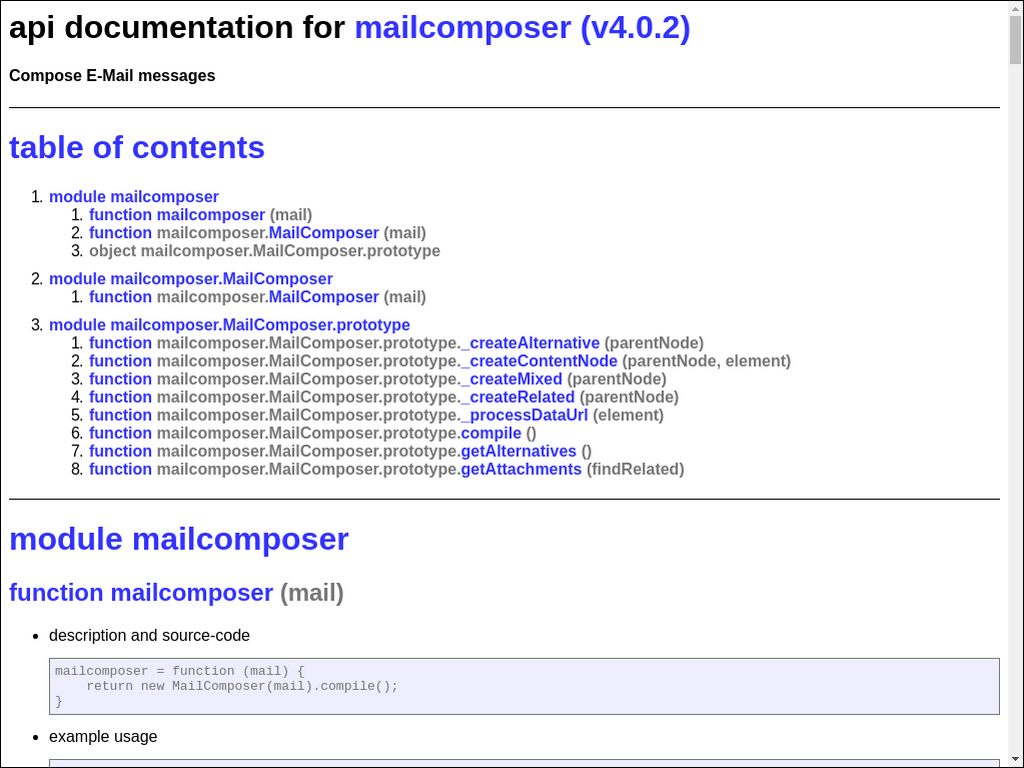 api documentation for mailcomposer (v4.0.2)
Compose E-Mail messages
table of contents
1. module mailcomposer
1. function mailcomposer (mail)
2. function mailcomposer.MailComposer (mail)
3. object mailcomposer.MailComposer.prototype
2. module mailcomposer.MailComposer
1. function mailcomposer.MailComposer (mail)
3. module mailcomposer.MailComposer.prototype
1. function mailcomposer.MailComposer.prototype._createAlternative (parentNode)
2. function mailcomposer.MailComposer.prototype._createContentNode (parentNode, element)
3. function mailcomposer.MailComposer.prototype._createMixed (parentNode)
4. function mailcomposer.MailComposer.prototype._createRelated (parentNode)
5. function mailcomposer.MailComposer.prototype._processDataUrl (element)
6. function mailcomposer.MailComposer.prototype.compile ()
7. function mailcomposer.MailComposer.prototype.getAlternatives ()
8. function mailcomposer.MailComposer.prototype.getAttachments (findRelated)
module mailcomposer
function mailcomposer (mail)
• description and source-code
mailcomposer = function (mail) {
    return new MailComposer(mail).compile();
}
• example usage